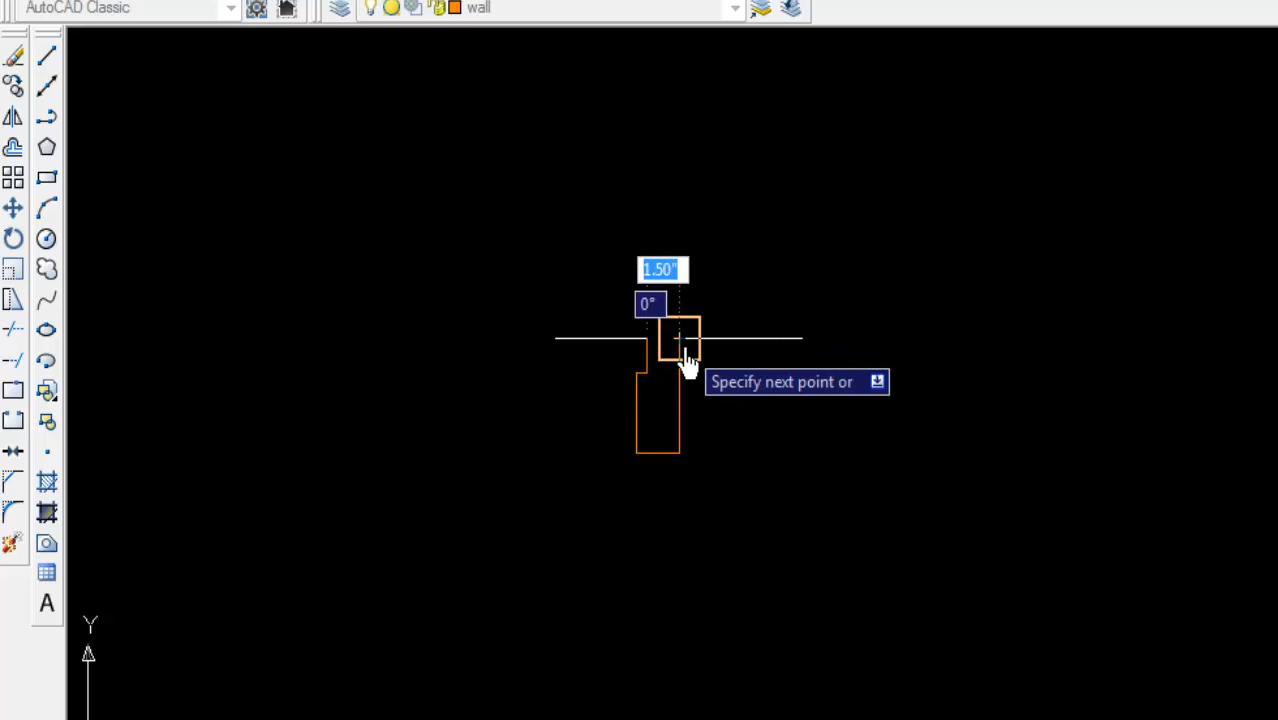 AutoCAD Classic
wall
1.50"
0°
Specify next point or
A
Y